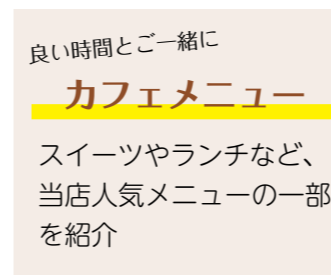 良い時間とご一緒に
カフェメニュー
スイーツやランチなど、
当店人気メニューの一部
を紹介